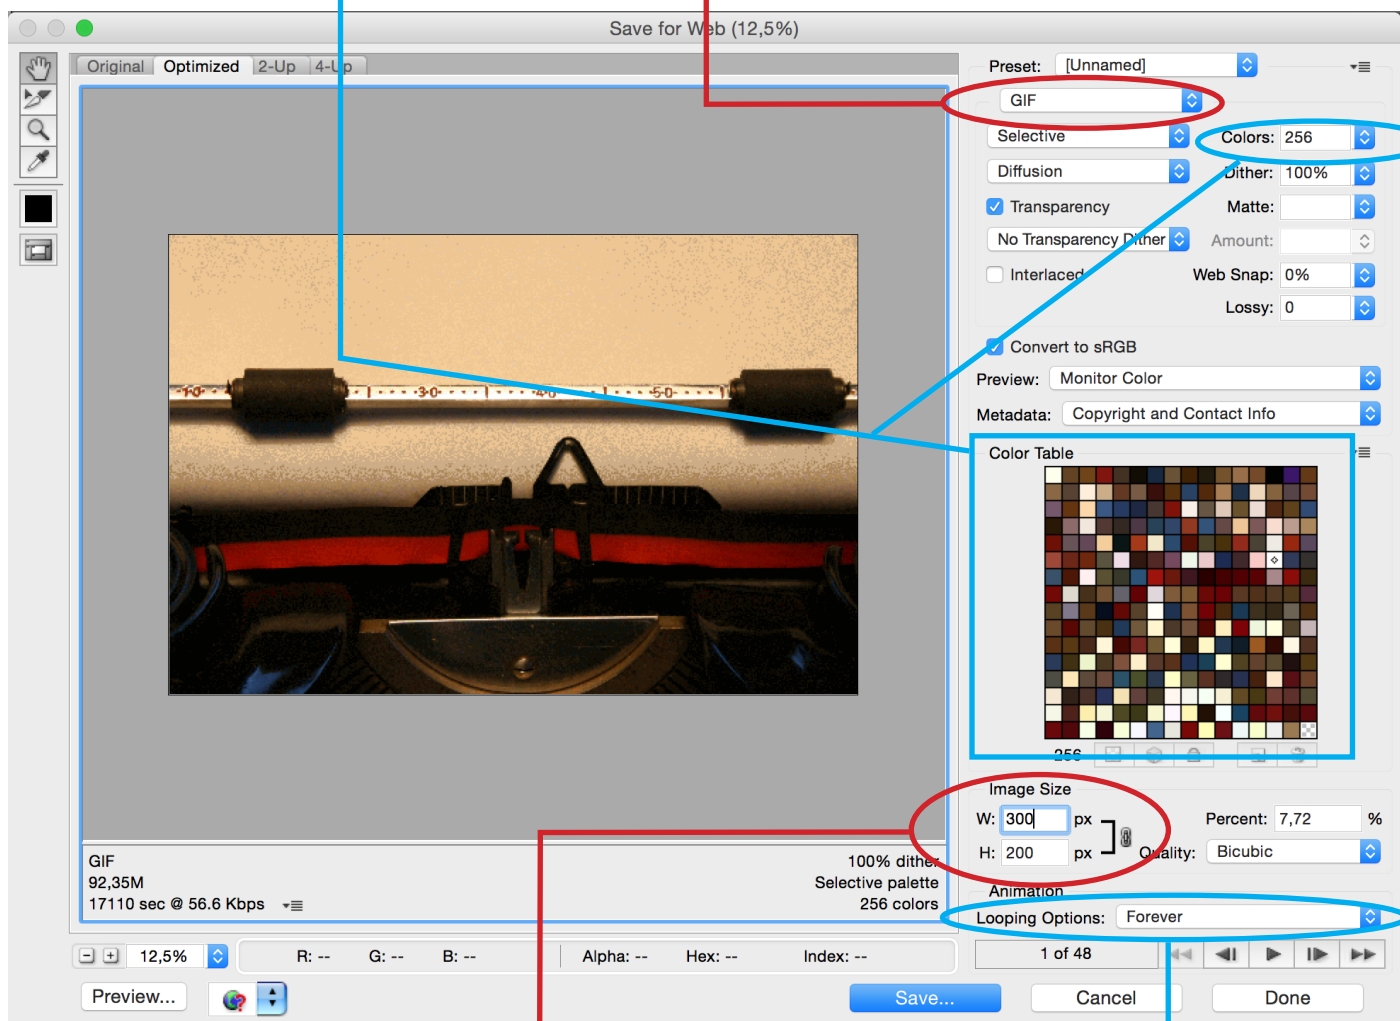 Save for Web (12,5%)
Original Optimized 2-Up 4-Up
Preset: [Unnamed]
GIF
Selective Colors: 256
Diffusion Dither: 100%
Transparency Matte:
No Transparency Dither Amount:
Interlaced Web Snap: 0%
Lossy: 0
Convert to sRGB
Preview: Monitor Color
Metadata: Copyright and Contact Info
Color Table
256
-10- 30 40 50
Image Size
W: 300 px Percent: 7,72 %
H: 200 px Quality: Bicubic
Animation
Looping Options: Forever
1 of 48
GIF 100% dither
92,35M Selective palette
17110 sec @ 56.6 Kbps 256 colors
12,5% R: -- G: -- B: -- Alpha: -- Hex: -- Index: --
Preview... Save... Cancel Done